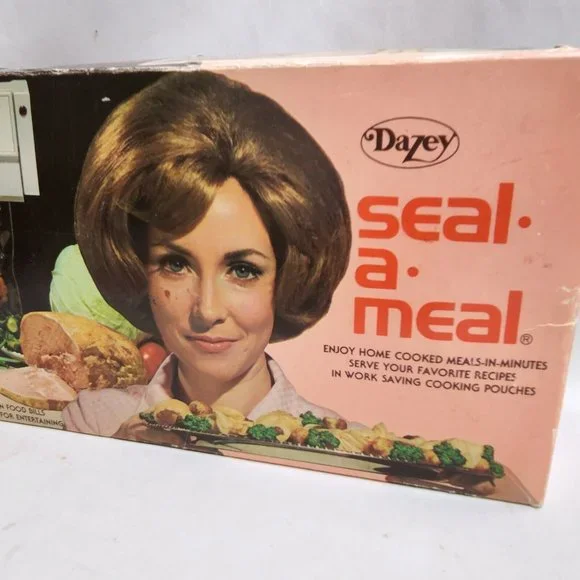 Dazey
seal·
a·
meal®
ENJOY HOME COOKED MEALS-IN-MINUTES
SERVE YOUR FAVORITE RECIPES
IN WORK SAVING COOKING POUCHES
N FOOD BILLS
FOR ENTERTAINING